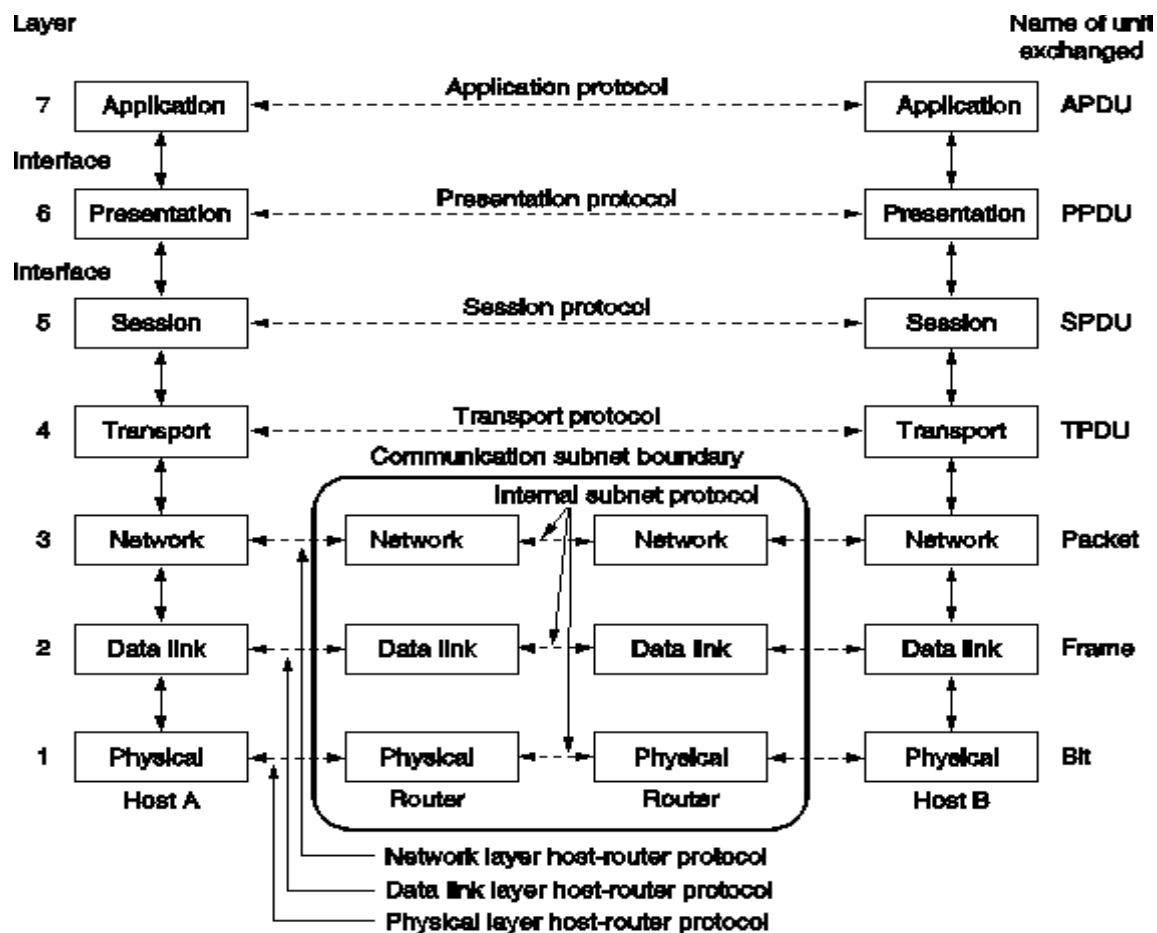 Layer
Name of unit
exchanged
Application protocol
7 Application Application APDU
Interface
Presentation protocol
6 Presentation Presentation PPDU
Interface
Session protocol
5 Session Session SPDU
Transport protocol
4 Transport Transport TPDU
Communication subnet boundary
Internal subnet protocol
3 Network Network Network Network Packet
2 Data link Data link Data link Data link Frame
1 Physical Physical Physical Physical Bit
Host A Router Router Host B
Network layer host-router protocol
Data link layer host-router protocol
Physical layer host-router protocol